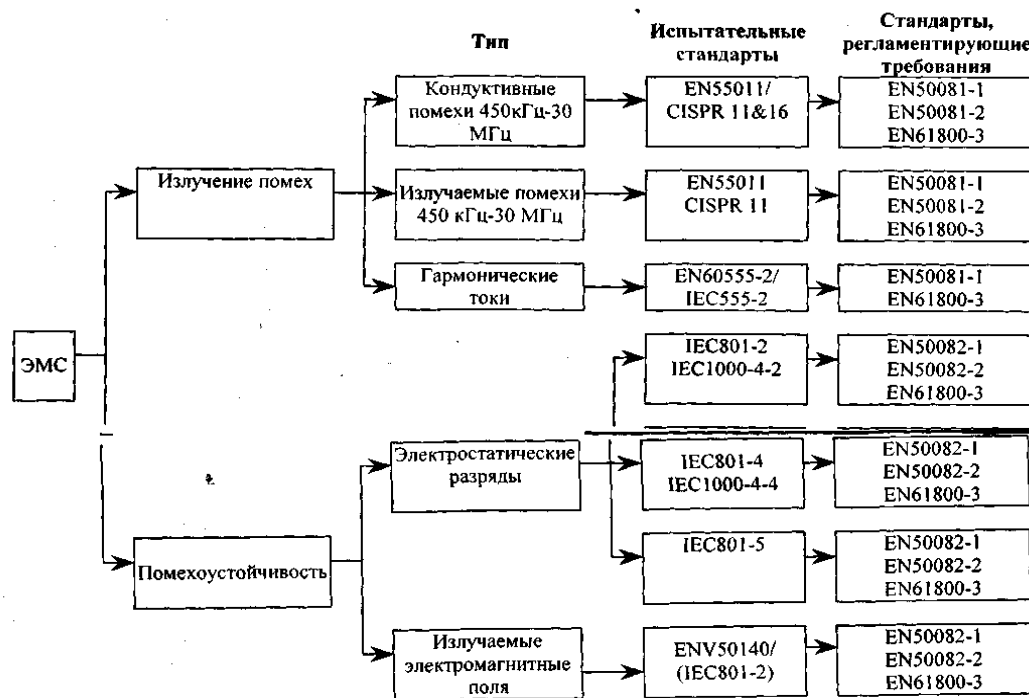 Тип
Испытательные
стандарты
Стандарты,
регламентирующие
требования
Кондуктивные
помехи 450кГц-30
МГц
EN55011/
CISPR 11&16
EN50081-1
EN50081-2
EN61800-3
Излучение помех
Излучаемые помехи
450 кГц-30 МГц
EN55011
CISPR 11
EN50081-1
EN50081-2
EN61800-3
Гармонические
токи
EN60555-2/
IEC555-2
EN50081-1
EN61800-3
ЭМС
IEC801-2
IEC1000-4-2
EN50082-1
EN50082-2
EN61800-3
Электростатические
разряды
IEC801-4
IEC1000-4-4
EN50082-1
EN50082-2
EN61800-3
Помехоустойчивость
IEC801-5
EN50082-1
EN50082-2
EN61800-3
Излучаемые
электромагнитные
поля
ENV50140/
(IEC801-2)
EN50082-1
EN50082-2
EN61800-3